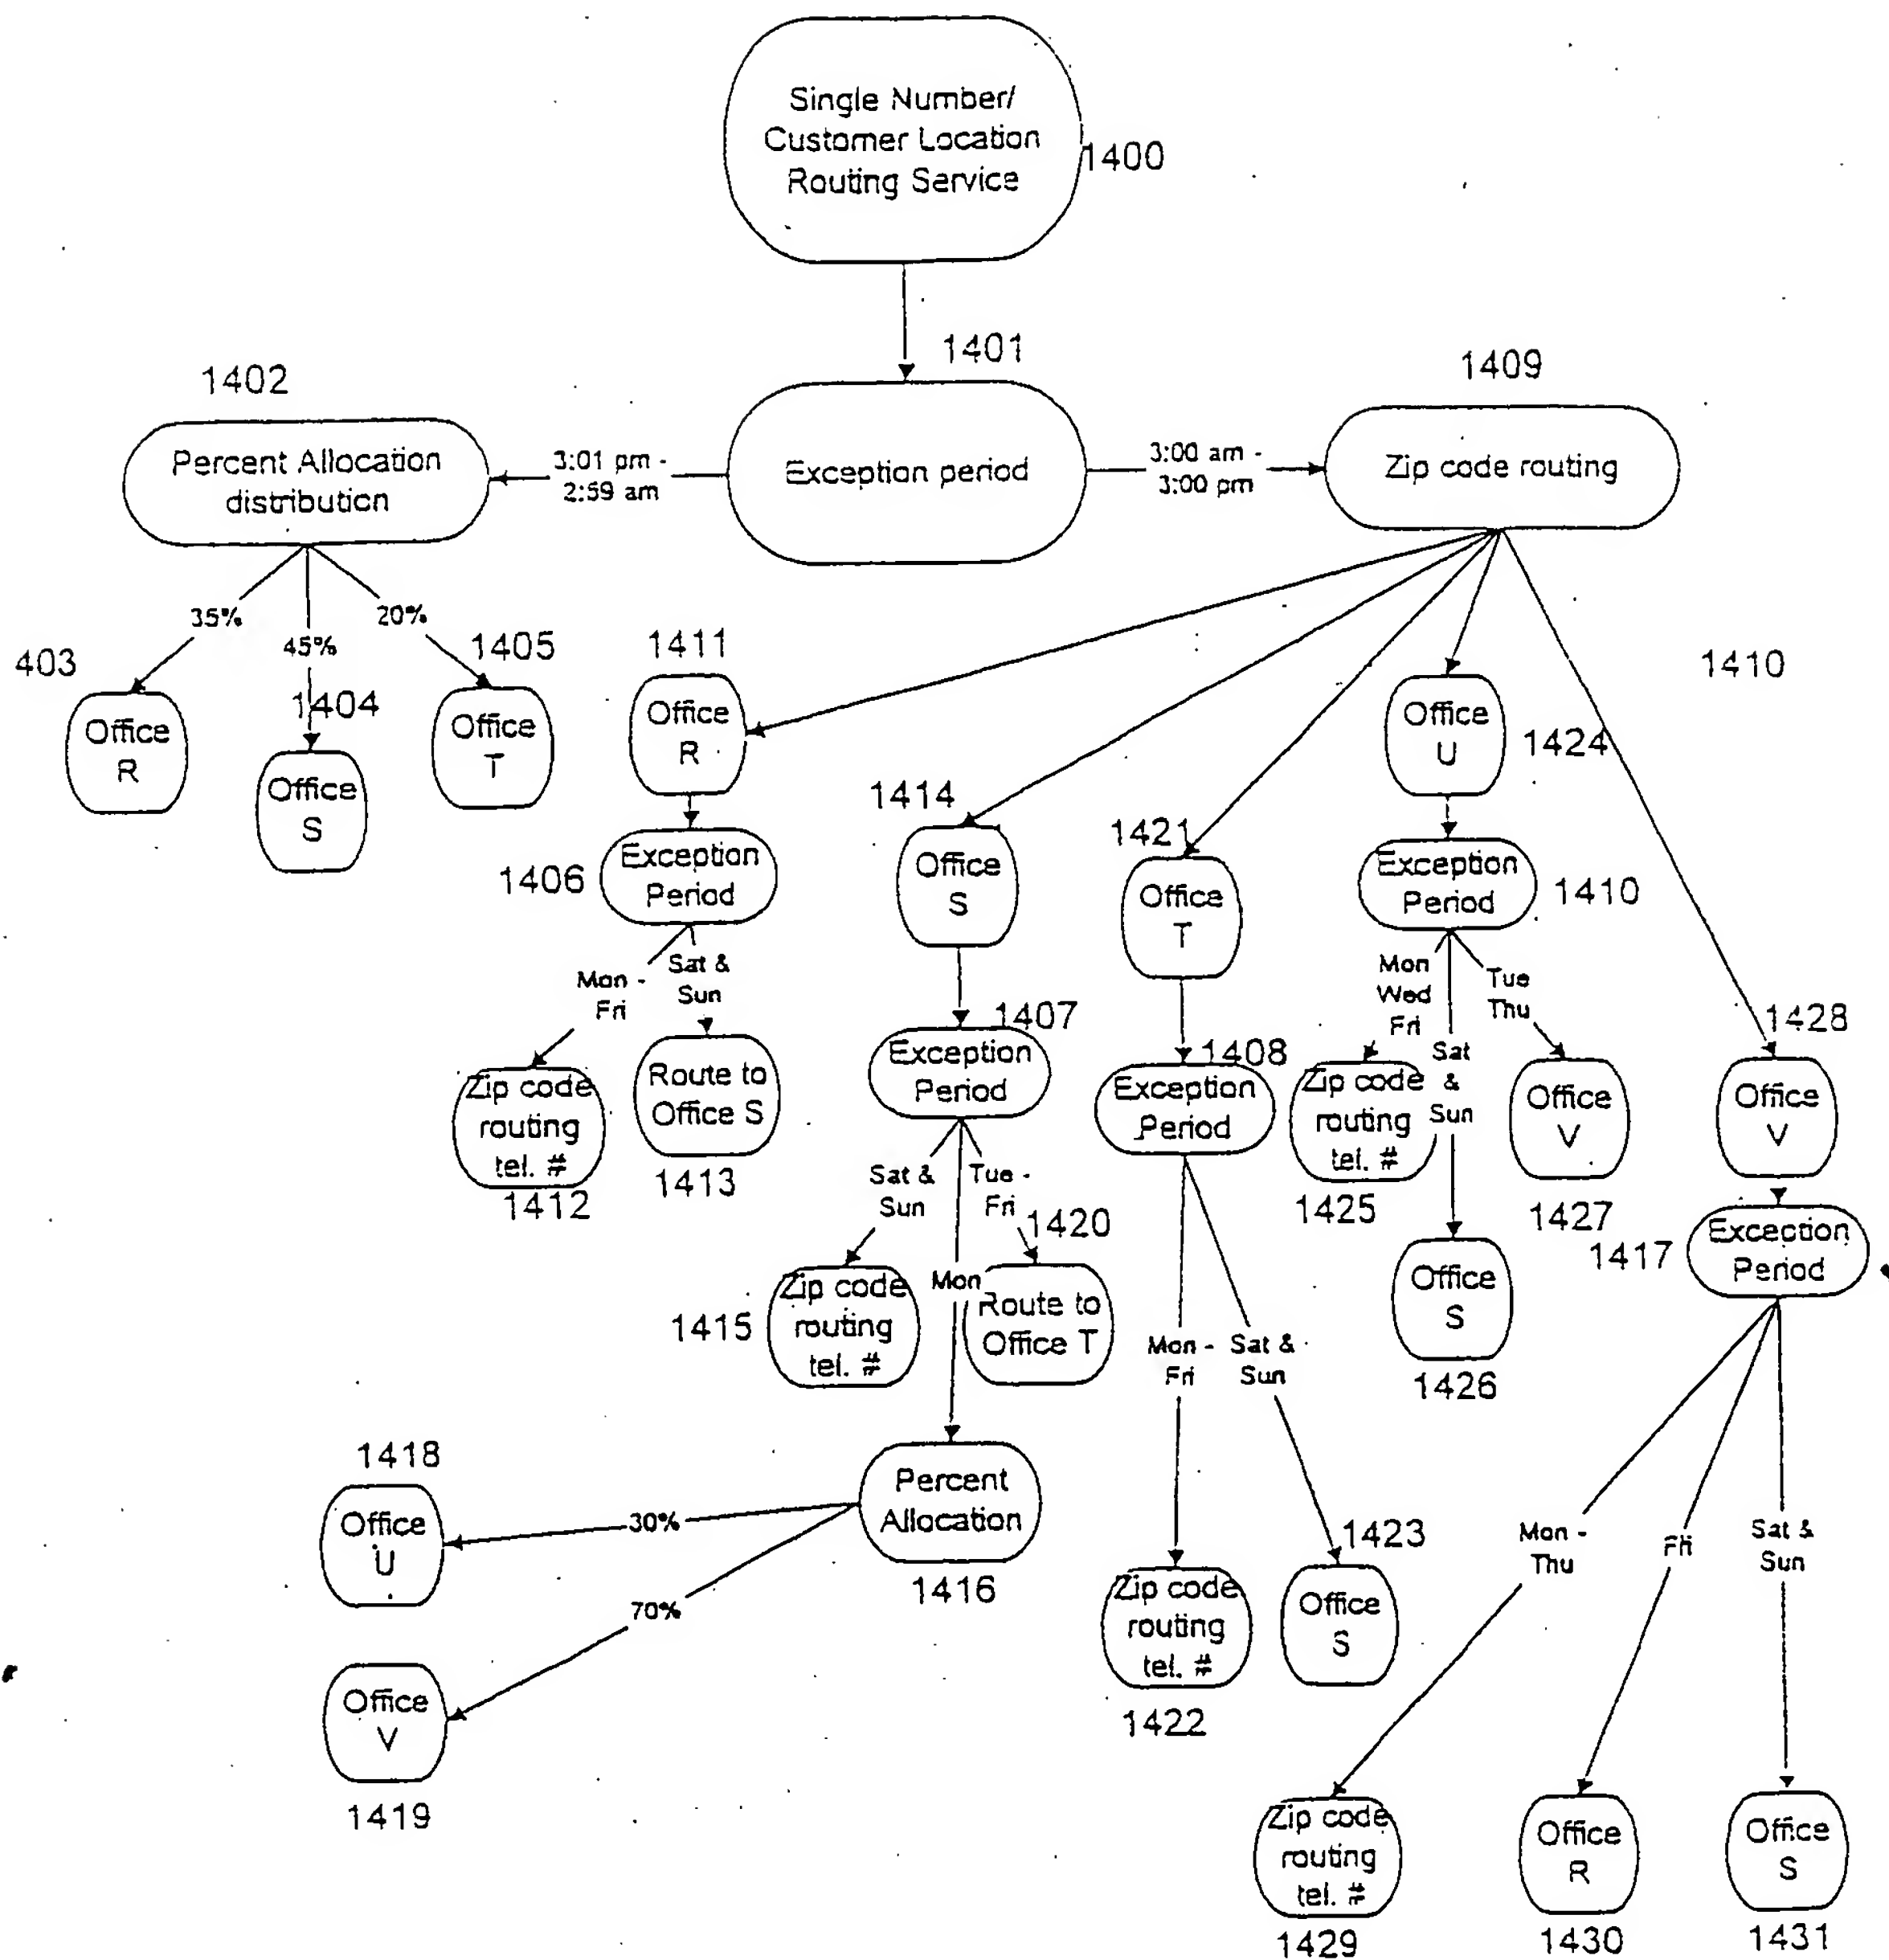 Single Number/
Customer Location
Routing Service
1400
1401
1402
1409
Percent Allocation
distribution
3:01 pm -
2:59 am
Exception period
3:00 am -
3:00 pm
Zip code routing
35%
45%
20%
403
1404
1405
1411
1410
Office
R
Office
S
Office
T
Office
R
Office
U
1424
1414
1421
1406
Exception
Period
Office
S
Office
T
Exception
Period
1410
Mon -
Fri
Sat &
Sun
Mon
Wed
Fri
Sat
&
Sun
Tue
Thu
1407
1408
1428
Zip code
routing
tel. #
1412
Route to
Office S
1413
Exception
Period
Exception
Period
Zip code
routing
tel. #
1425
Office
V
1427
Office
V
Sat &
Sun
Mon
Tue -
Fri
1420
1417
Exception
Period
1415
Zip code
routing
tel. #
Route to
Office T
Office
S
1426
Mon -
Fri
Sat &
Sun
1418
Office
U
30%
70%
Percent
Allocation
1416
1423
Mon -
Thu
Fri
Sat &
Sun
Zip code
routing
tel. #
1422
Office
S
Office
V
1419
Zip code
routing
tel. #
1429
Office
R
1430
Office
S
1431